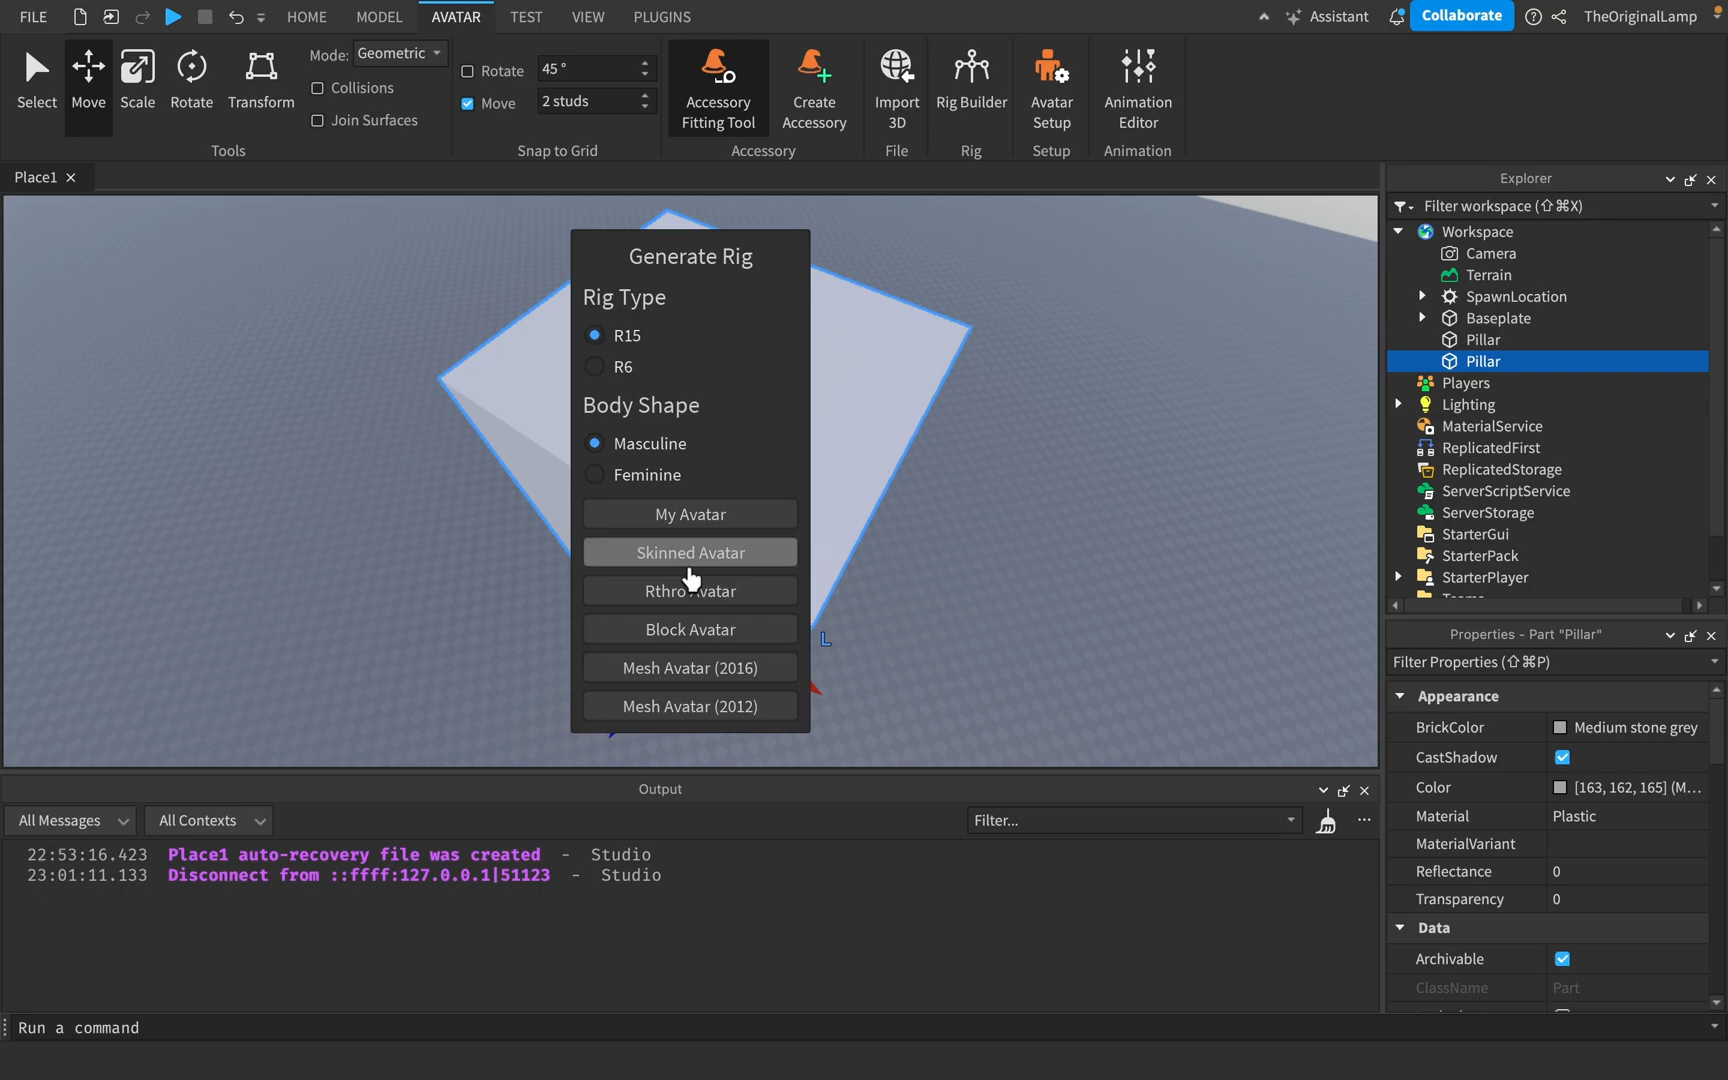 FILE HOME MODEL AVATAR TEST VIEW PLUGINS Assistant Collaborate TheOriginalLamp
Select Move Scale Rotate Transform
Mode: Geometric
Collisions
Join Surfaces
Tools
Rotate 45 °
Move 2 studs
Snap to Grid
Accessory
Fitting Tool
Create
Accessory
Accessory
Import
3D
File
Rig Builder
Rig
Avatar
Setup
Setup
Animation
Editor
Animation
Place1
Generate Rig
Rig Type
R15
R6
Body Shape
Masculine
Feminine
My Avatar
Skinned Avatar
Rthro Avatar
Block Avatar
Mesh Avatar (2016)
Mesh Avatar (2012)
L
Explorer
Filter workspace (⇧⌘X)
Workspace
Camera
Terrain
SpawnLocation
Baseplate
Pillar
Pillar
Players
Lighting
MaterialService
ReplicatedFirst
ReplicatedStorage
ServerScriptService
ServerStorage
StarterGui
StarterPack
StarterPlayer
Teams
Properties - Part "Pillar"
Filter Properties (⇧⌘P)
Appearance
BrickColor Medium stone grey
CastShadow
Color [163, 162, 165] (M...
Material Plastic
MaterialVariant
Reflectance 0
Transparency 0
Data
Archivable
ClassName Part
Output
All Messages All Contexts Filter...
22:53:16.423 Place1 auto-recovery file was created - Studio
23:01:11.133 Disconnect from ::ffff:127.0.0.1|51123 - Studio
Run a command